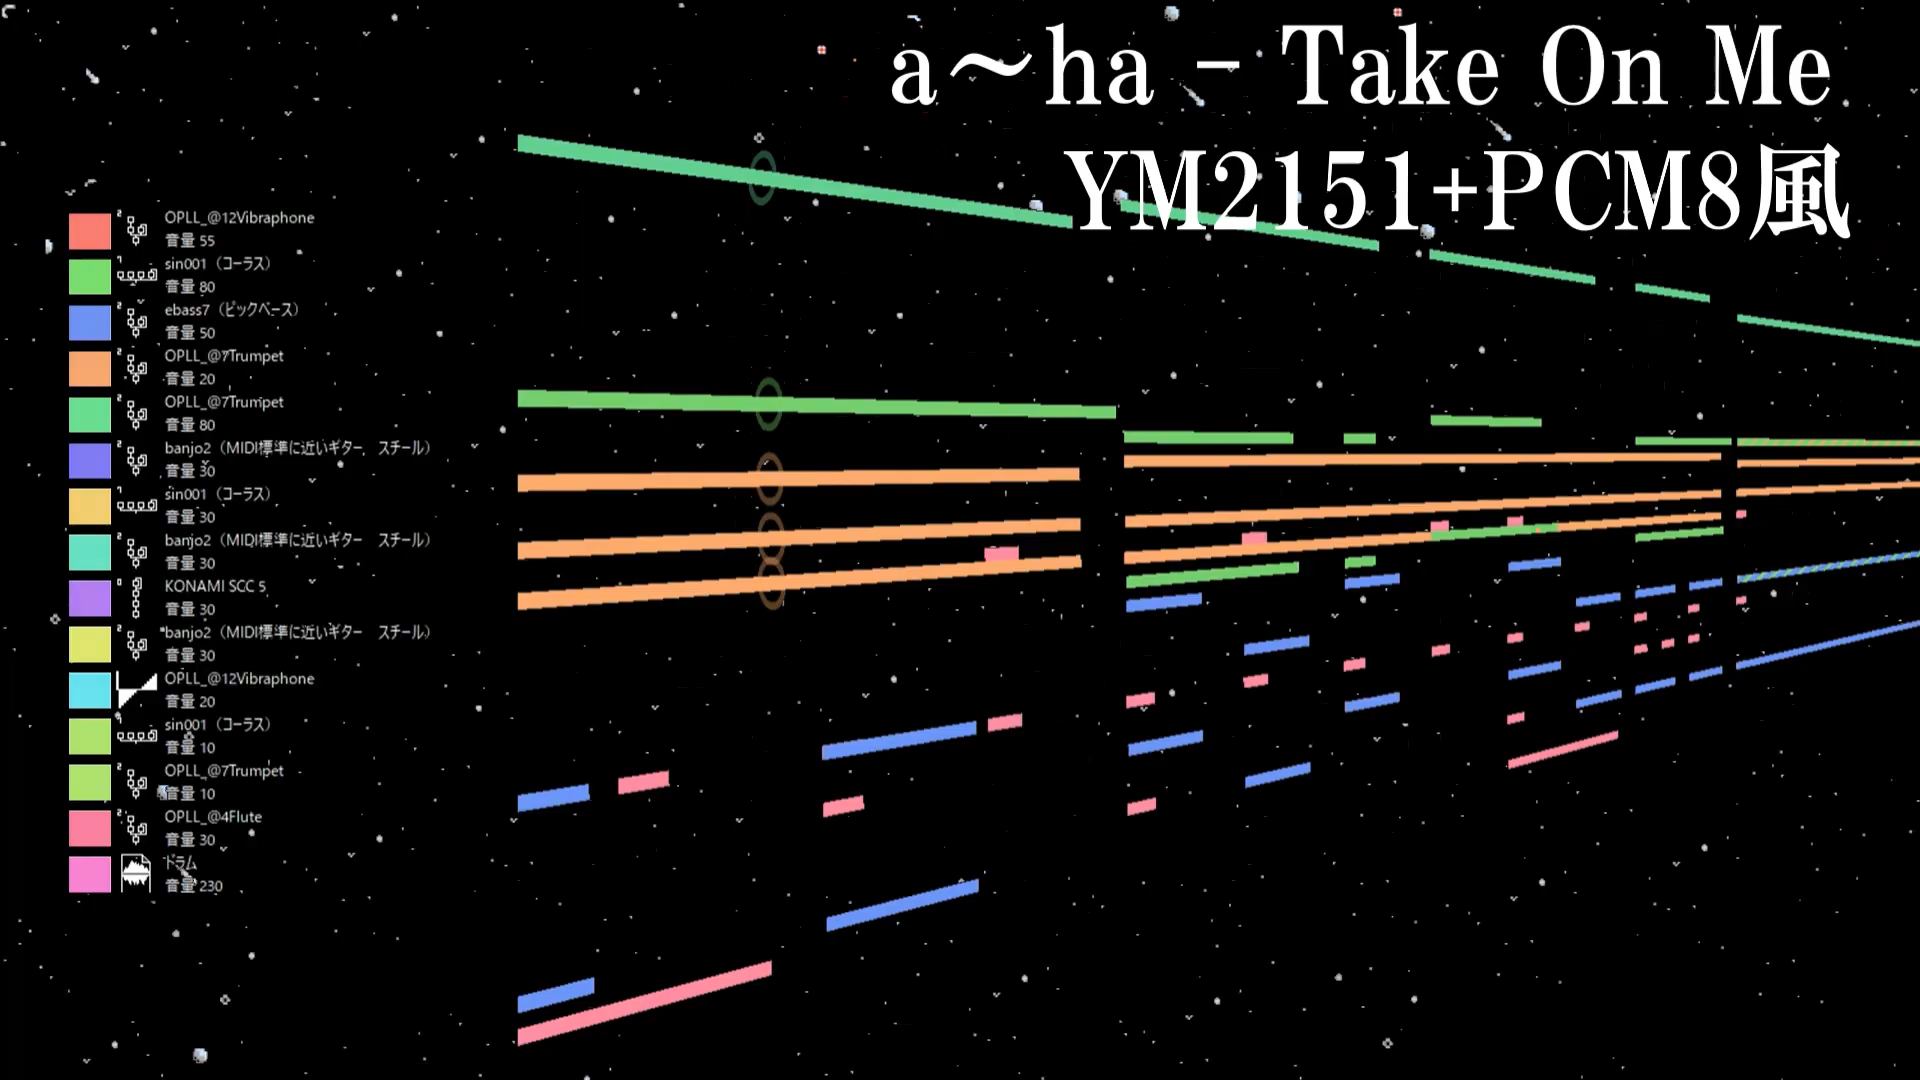 a～ha - Take On Me
YM2151+PCM8風
OPLL_@12Vibraphone
音量 55
sin001（コーラス）
音量 80
ebass7（ピックベース）
音量 50
OPLL_@7Trumpet
音量 20
OPLL_@7Trumpet
音量 80
banjo2（MIDI標準に近いギター　スチール）
音量 30
sin001（コーラス）
音量 30
banjo2（MIDI標準に近いギター　スチール）
音量 30
KONAMI SCC 5
音量 30
banjo2（MIDI標準に近いギター　スチール）
音量 30
OPLL_@12Vibraphone
音量 20
sin001（コーラス）
音量 10
OPLL_@7Trumpet
音量 10
OPLL_@4Flute
音量 30
ドラム
音量 230